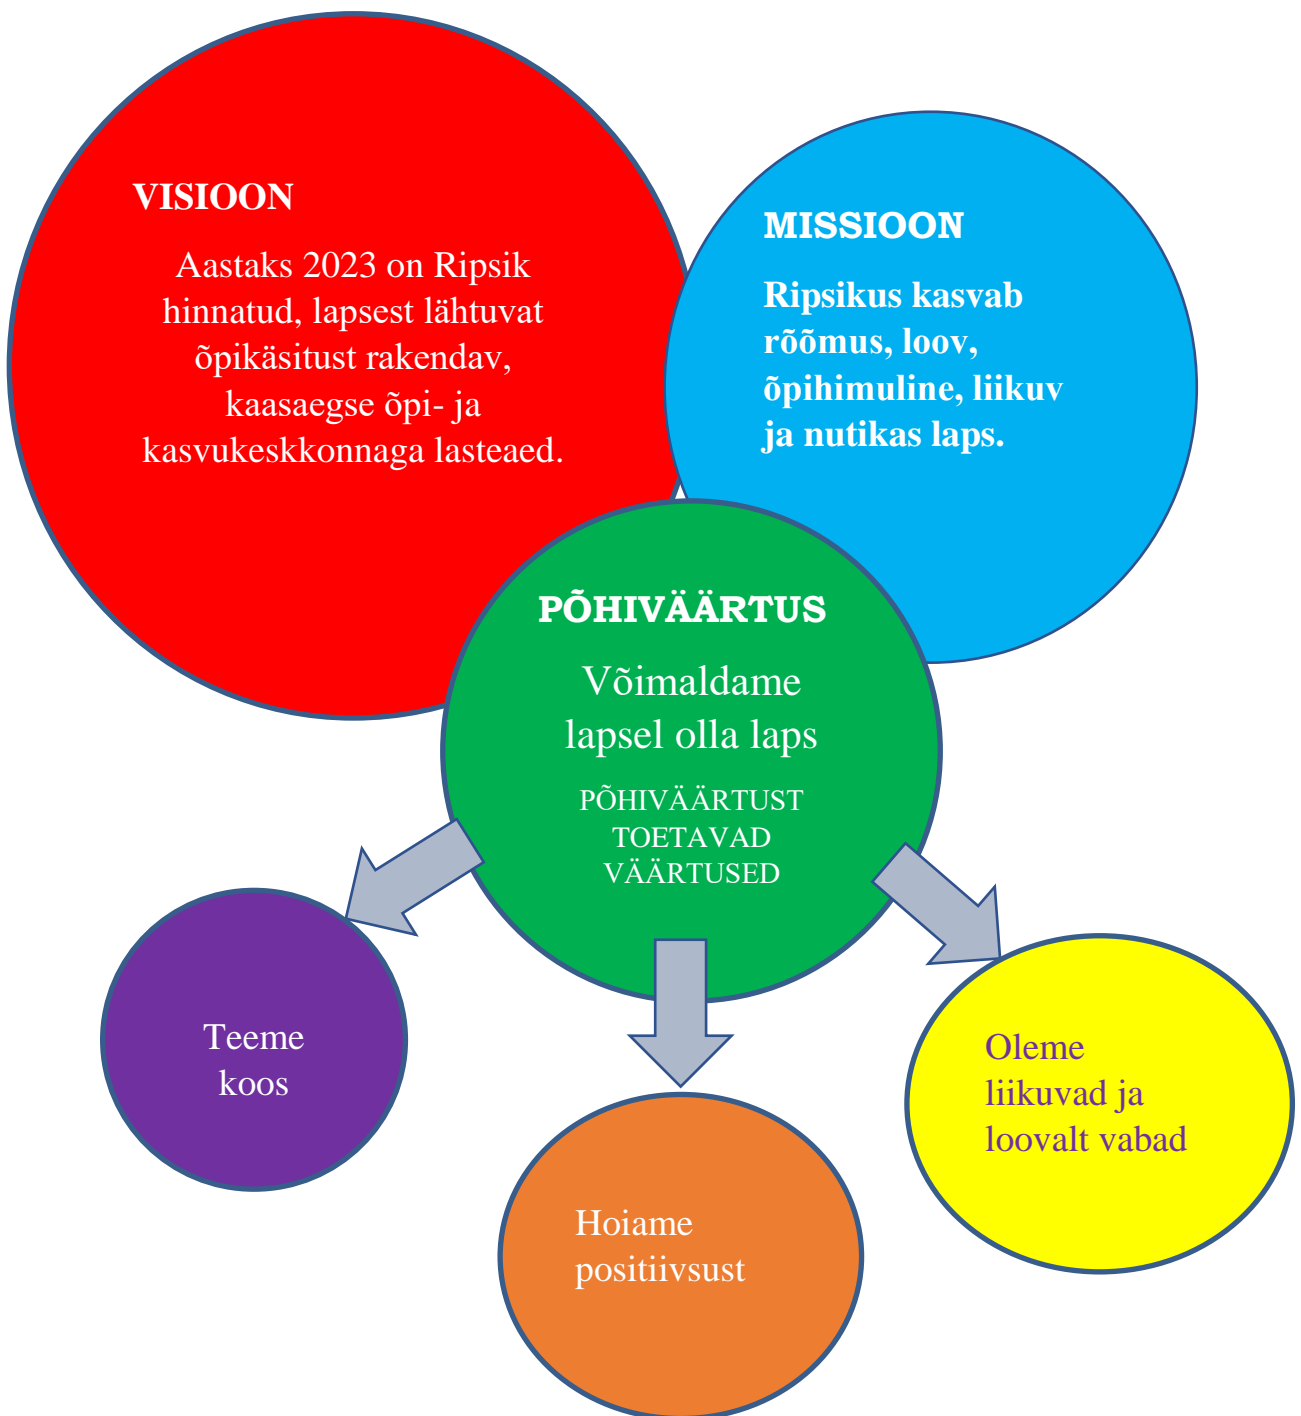 VISIOON
Aastaks 2023 on Ripsik
hinnatud, lapsest lähtuvat
õpikäsitust rakendav,
kaasaegse õpi- ja
kasvukeskkonnaga lasteaed.
MISSIOON
Ripsikus kasvab
rõõmus, loov,
õpihimuline, liikuv
ja nutikas laps.
PÕHIVÄÄRTUS
Võimaldame
lapsel olla laps
PÕHIVÄÄRTUST
TOETAVAD
VÄÄRTUSED
Teeme
koos
Hoiame
positiivsust
Oleme
liikuvad ja
loovalt vabad